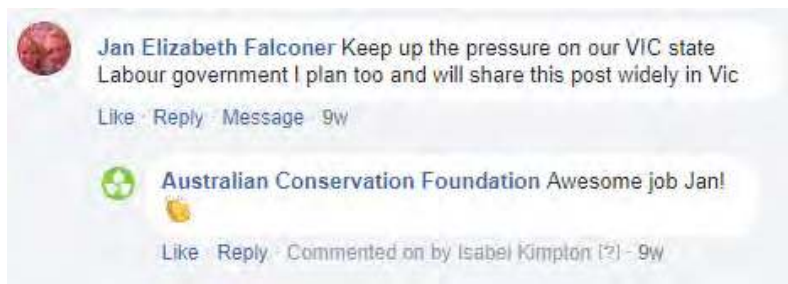 Jan Elizabeth Falconer Keep up the pressure on our VIC state
Labour government I plan too and will share this post widely in Vic
Like · Reply · Message · 9w
Australian Conservation Foundation Awesome job Jan!
👏
Like · Reply · Commented on by Isabel Kimpton [?] · 9w